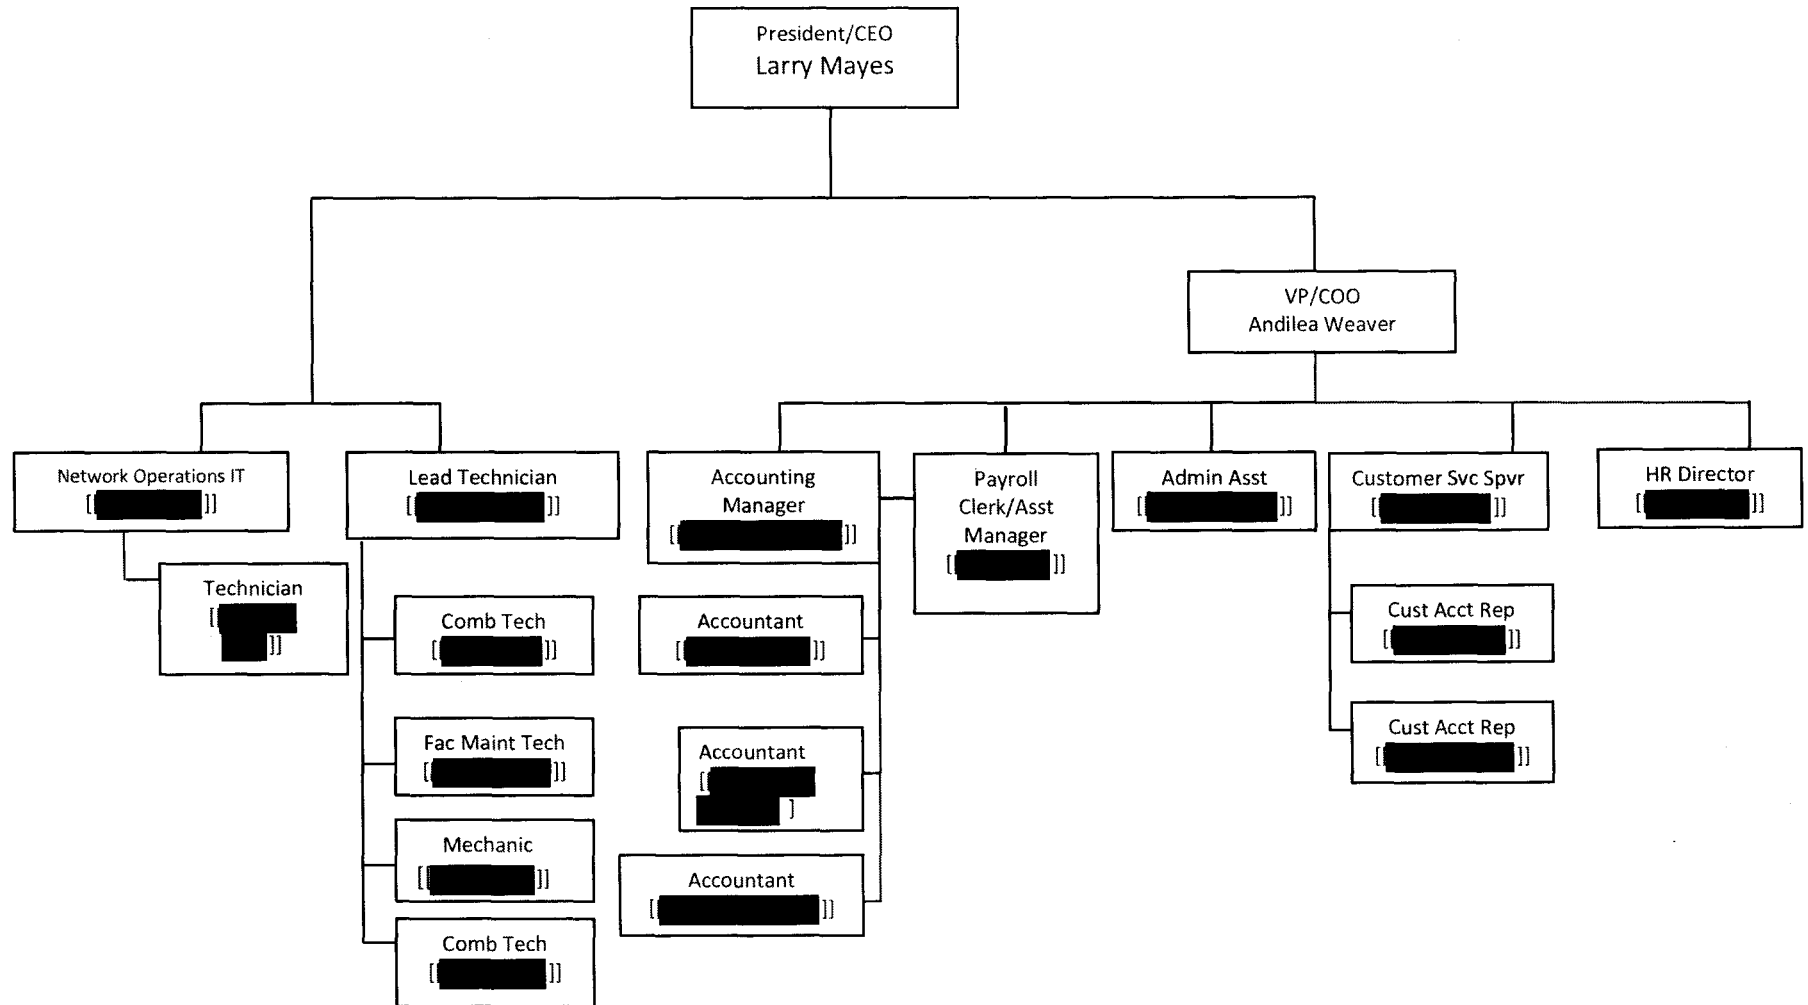 President/CEO
Larry Mayes
VP/COO
Andilea Weaver
Network Operations IT
[[ ]]
Technician
[[
]]
Lead Technician
[[ ]]
Comb Tech
[[ ]]
Fac Maint Tech
[[ ]]
Mechanic
[[ ]]
Comb Tech
[[ ]]
Accounting
Manager
[[ ]]
Accountant
[[ ]]
Accountant
[[
]
Accountant
[[ ]]
Payroll
Clerk/Asst
Manager
[[ ]]
Admin Asst
[[ ]]
Customer Svc Spvr
[[ ]]
Cust Acct Rep
[[ ]]
Cust Acct Rep
[[ ]]
HR Director
[[ ]]